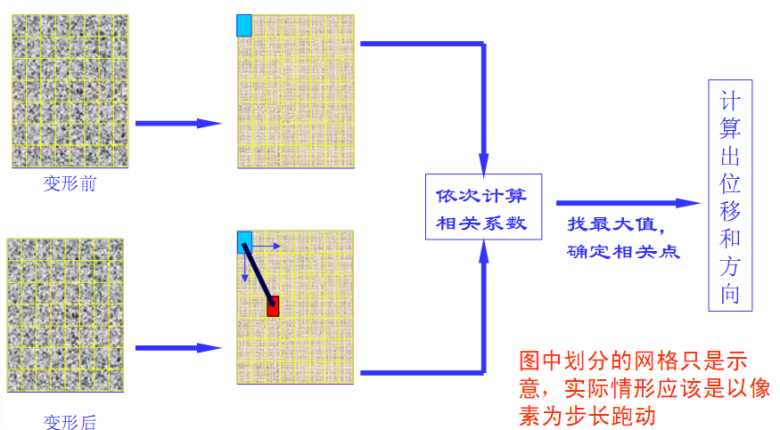 变形前
变形后
依次计算
相关系数
找最大值，
确定相关点
计算出位移和方向
图中划分的网格只是示
意，实际情形应该是以像
素为步长跑动